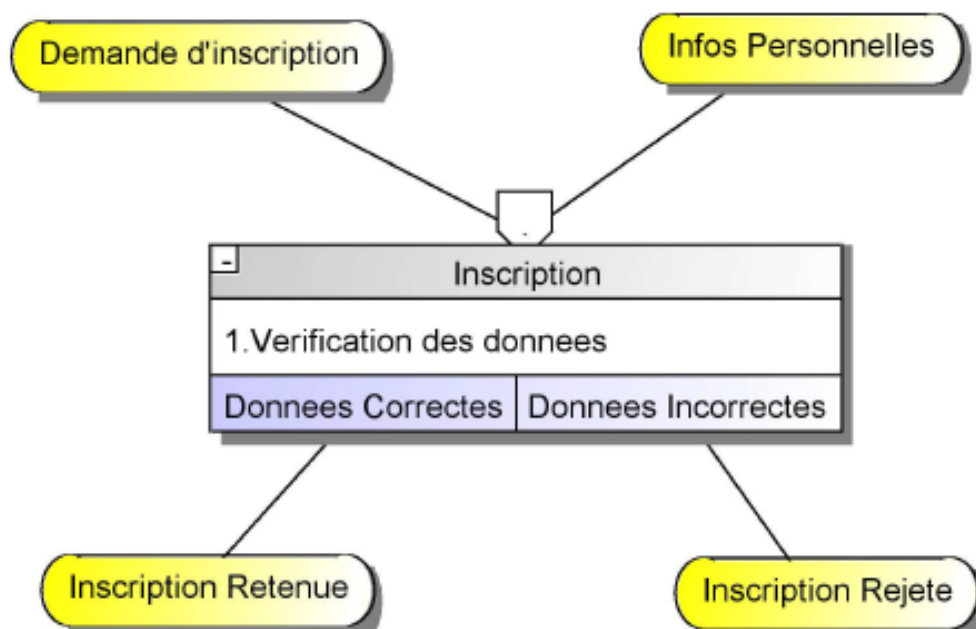 Demande d'inscription
Infos Personnelles
.
-
Inscription
1.Verification des donnees
Donnees Correctes
Donnees Incorrectes
Inscription Retenue
Inscription Rejete